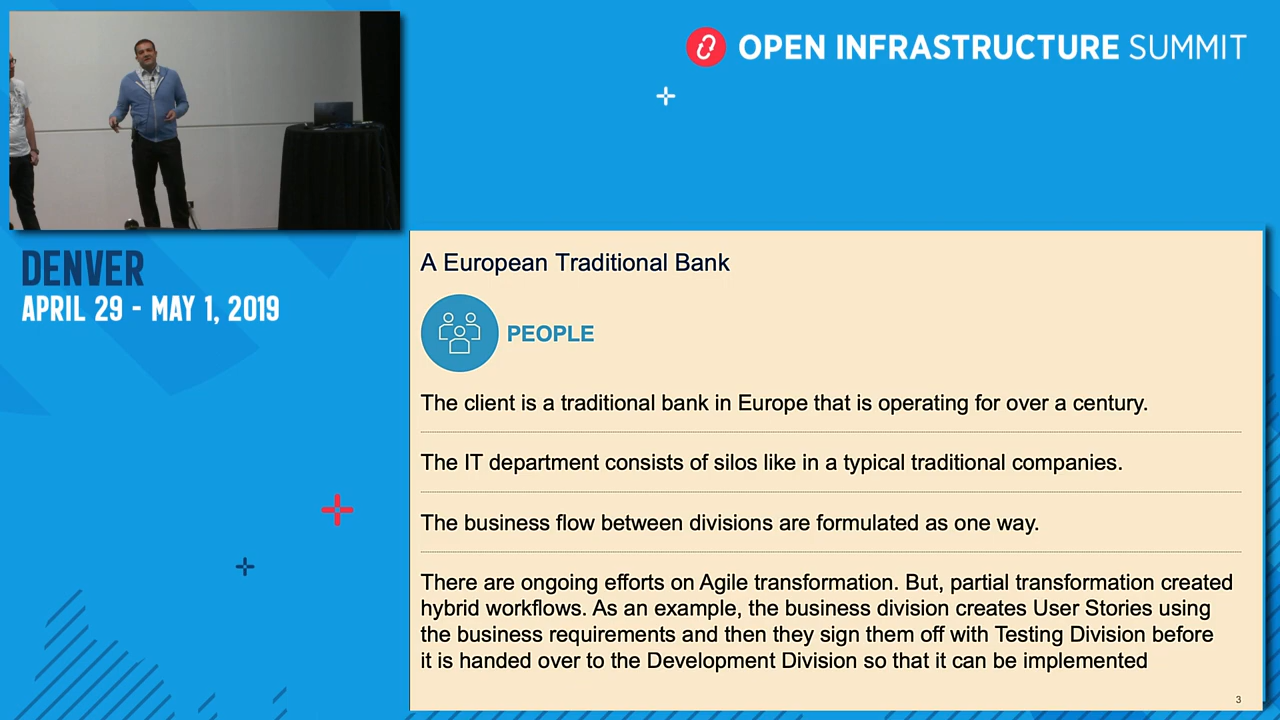 OPEN INFRASTRUCTURE SUMMIT
DENVER
APRIL 29 - MAY 1, 2019
A European Traditional Bank
PEOPLE
The client is a traditional bank in Europe that is operating for over a century.
The IT department consists of silos like in a typical traditional companies.
The business flow between divisions are formulated as one way.
There are ongoing efforts on Agile transformation. But, partial transformation created
hybrid workflows. As an example, the business division creates User Stories using
the business requirements and then they sign them off with Testing Division before
it is handed over to the Development Division so that it can be implemented
3